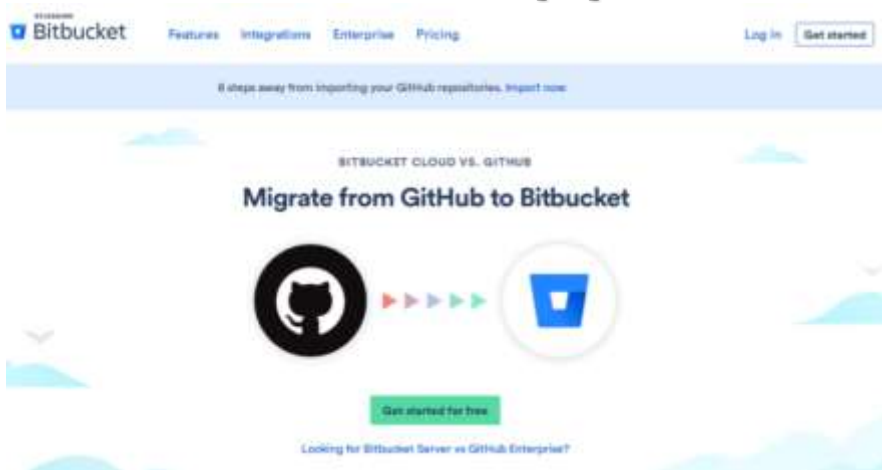 Bitbucket
Features Integrations Enterprise Pricing
Log in Get started
6 steps away from importing your GitHub repositories. Import now
BITBUCKET CLOUD VS. GITHUB
Migrate from GitHub to Bitbucket
Get started for free
Looking for Bitbucket Server vs GitHub Enterprise?